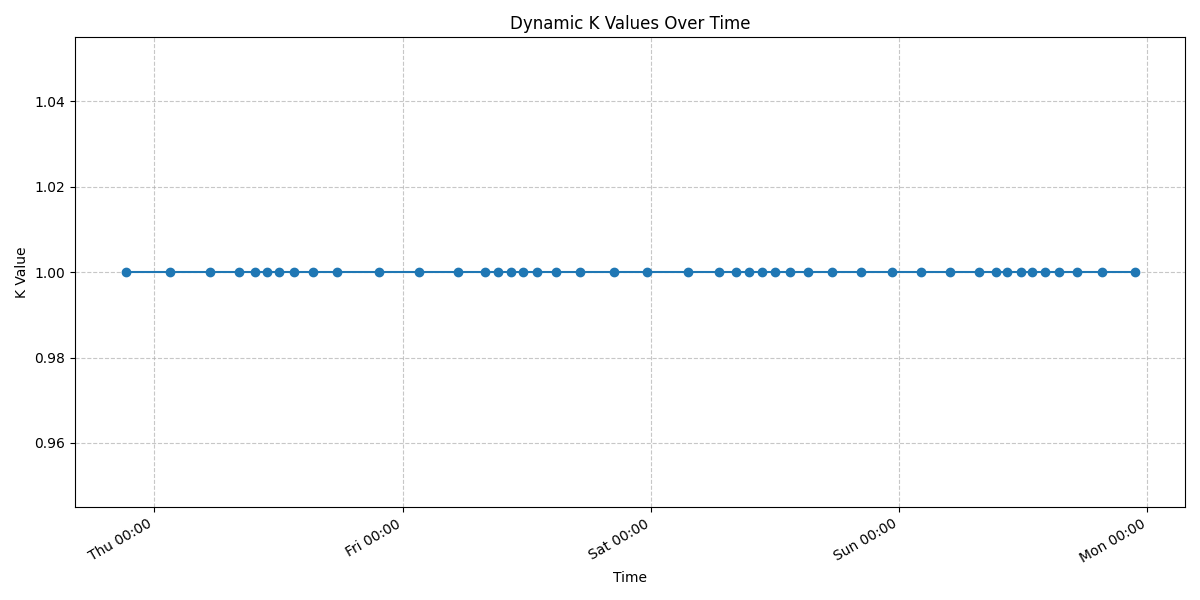 Dynamic K Values Over Time
K Value
1.04
1.02
1.00
0.98
0.96
Thu 00:00
Fri 00:00
Sat 00:00
Sun 00:00
Mon 00:00
Time